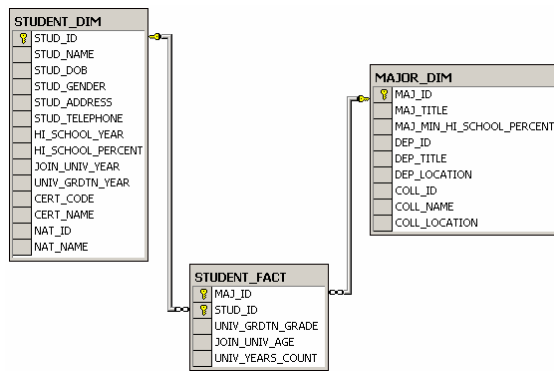 STUDENT_DIM
STUD_ID
STUD_NAME
STUD_DOB
STUD_GENDER
STUD_ADDRESS
STUD_TELEPHONE
HI_SCHOOL_YEAR
HI_SCHOOL_PERCENT
JOIN_UNIV_YEAR
UNIV_GRDTN_YEAR
CERT_CODE
CERT_NAME
NAT_ID
NAT_NAME
MAJOR_DIM
MAJ_ID
MAJ_TITLE
MAJ_MIN_HI_SCHOOL_PERCENT
DEP_ID
DEP_TITLE
DEP_LOCATION
COLL_ID
COLL_NAME
COLL_LOCATION
STUDENT_FACT
MAJ_ID
STUD_ID
UNIV_GRDTN_GRADE
JOIN_UNIV_AGE
UNIV_YEARS_COUNT